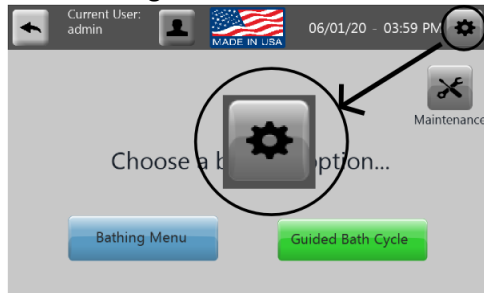 Current User:
admin
MADE IN USA
06/01/20 - 03:59 PM
Maintenance
Choose a b ption...
Bathing Menu
Guided Bath Cycle